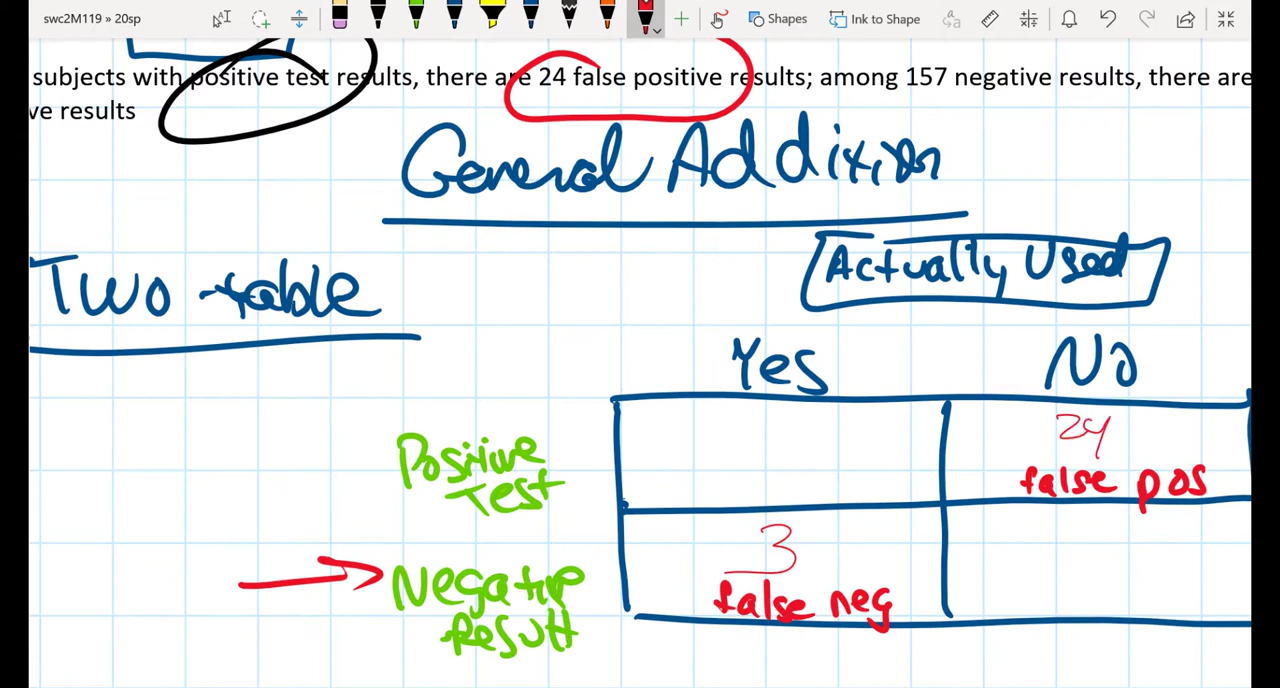 swc2M119 » 20sp
Shapes
Ink to Shape
subjects with positive test results, there are 24 false positive results; among 157 negative results, there are
ve results
General Addition
Two table
Actually Used
Yes No
24
Positive
Test
false pos
3
Negative
Result
false neg